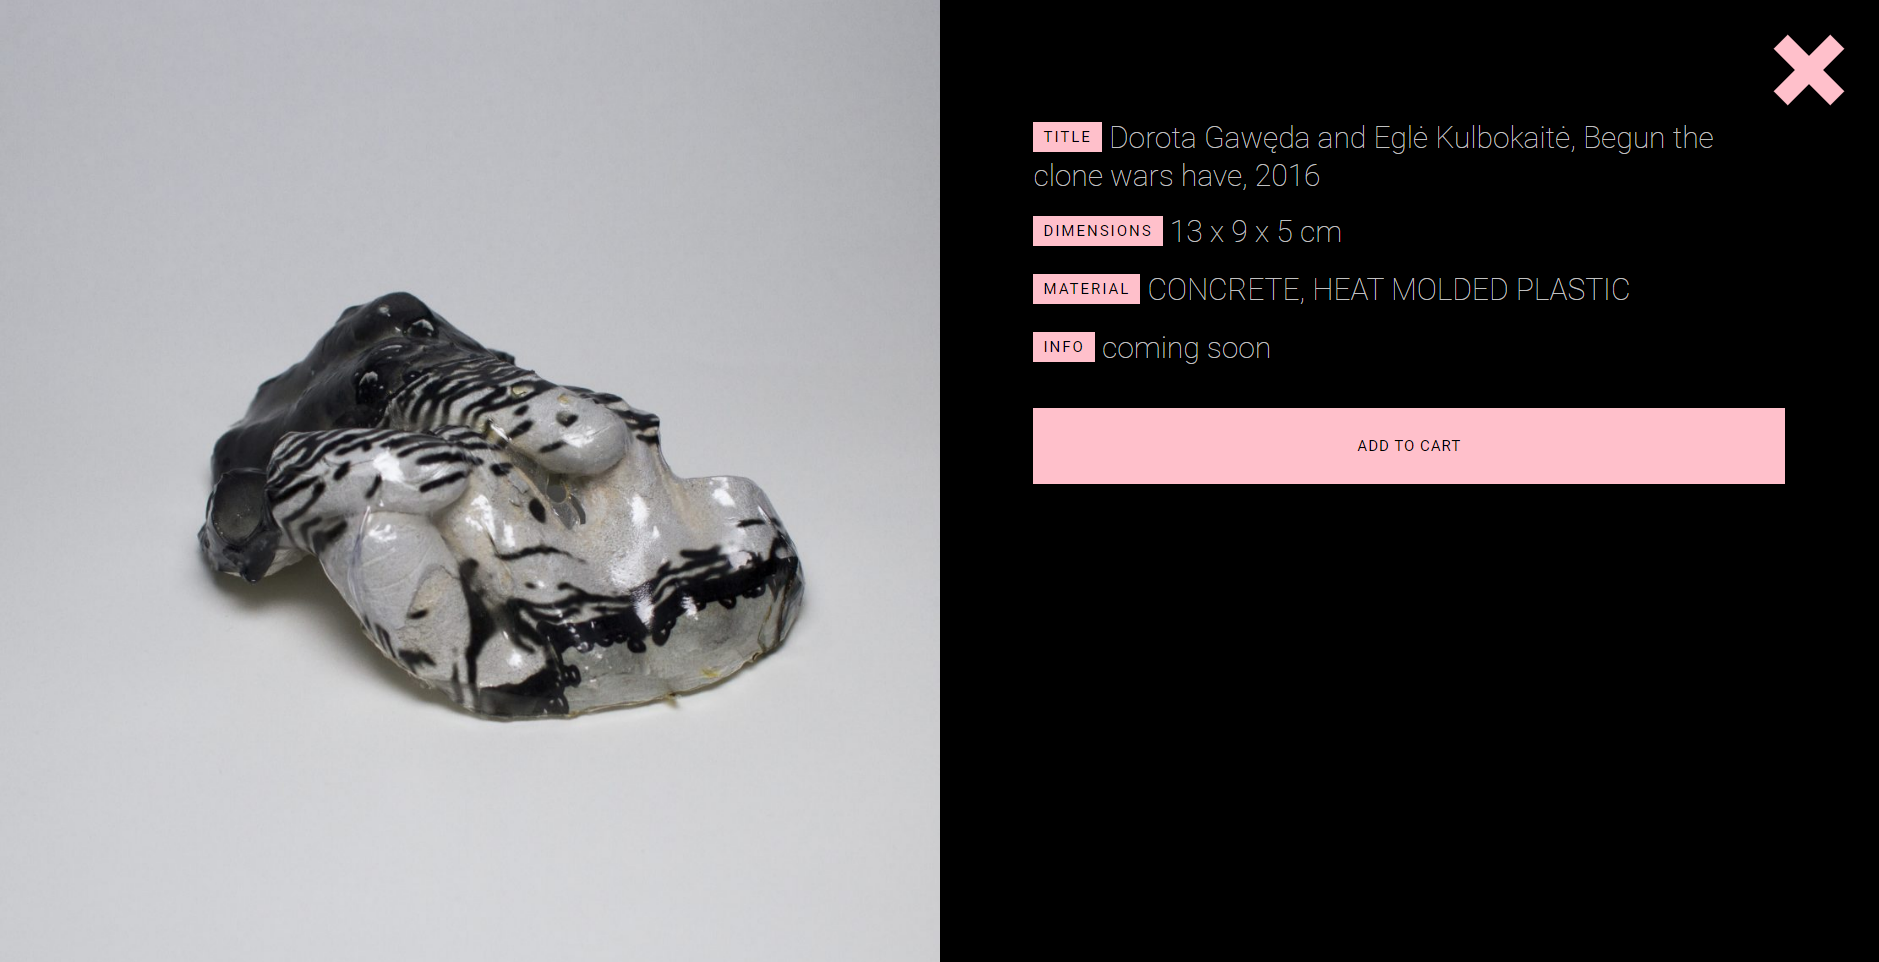 TITLE Dorota Gawęda and Eglė Kulbokaitė, Begun the
clone wars have, 2016
DIMENSIONS 13 x 9 x 5 cm
MATERIAL CONCRETE, HEAT MOLDED PLASTIC
INFO coming soon
ADD TO CART